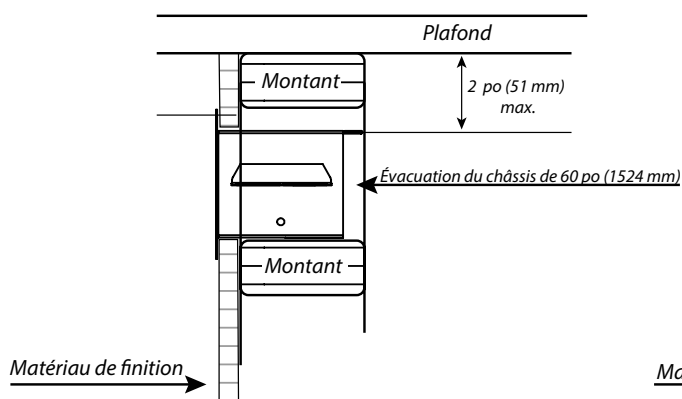 Plafond
Montant
2 po (51 mm)
max.
Évacuation du châssis de 60 po (1524 mm)
Montant
Matériau de finition
Ma